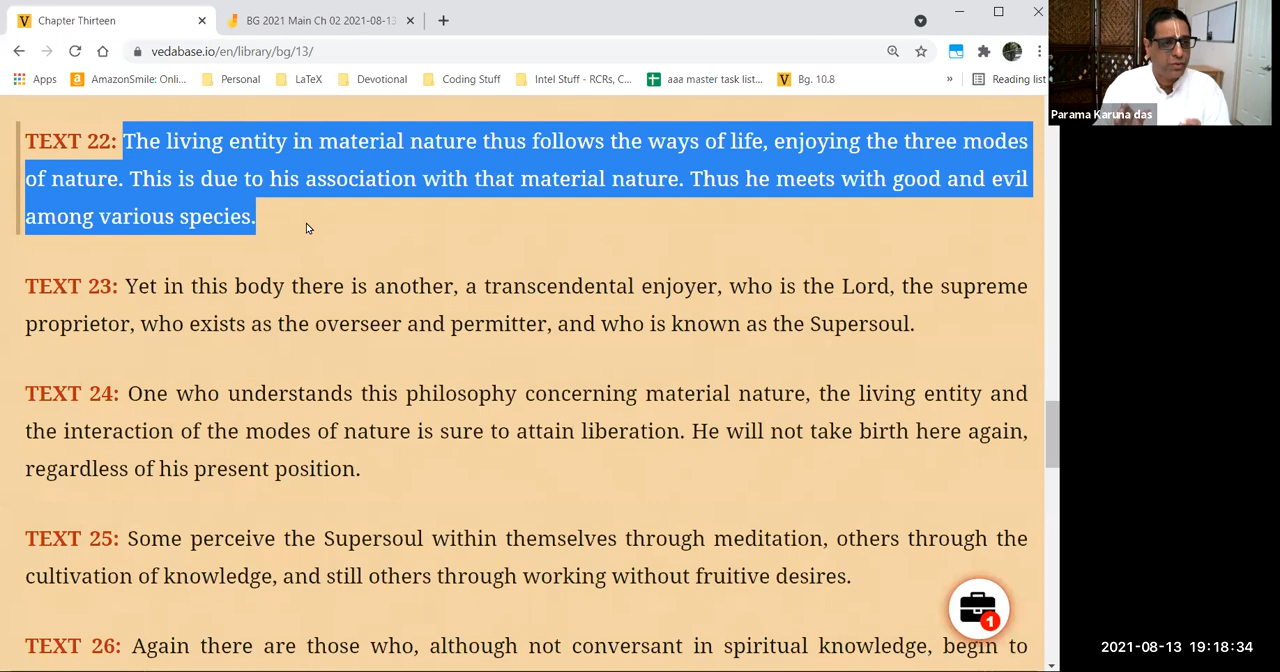 Chapter Thirteen
BG 2021 Main Ch 02 2021-08-13
vedabase.io/en/library/bg/13/
Apps
AmazonSmile: Onli...
Personal
LaTeX
Devotional
Coding Stuff
Intel Stuff - RCRs, C...
aaa master task list...
Bg. 10.8
»
Reading list
Parama Karuna das
TEXT 22: The living entity in material nature thus follows the ways of life, enjoying the three modes
of nature. This is due to his association with that material nature. Thus he meets with good and evil
among various species.
TEXT 23: Yet in this body there is another, a transcendental enjoyer, who is the Lord, the supreme
proprietor, who exists as the overseer and permitter, and who is known as the Supersoul.
TEXT 24: One who understands this philosophy concerning material nature, the living entity and
the interaction of the modes of nature is sure to attain liberation. He will not take birth here again,
regardless of his present position.
TEXT 25: Some perceive the Supersoul within themselves through meditation, others through the
cultivation of knowledge, and still others through working without fruitive desires.
1
TEXT 26: Again there are those who, although not conversant in spiritual knowledge, begin to
2021-08-13 19:18:34